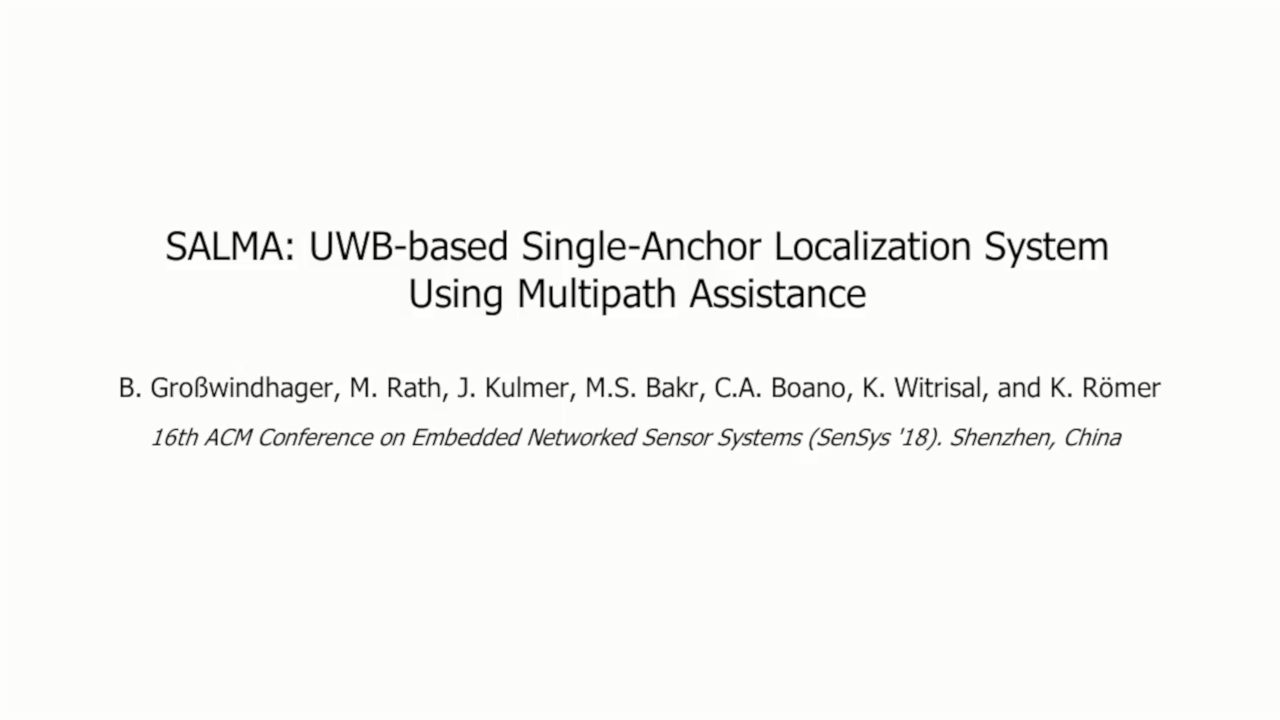 SALMA: UWB-based Single-Anchor Localization System
Using Multipath Assistance
B. Großwindhager, M. Rath, J. Kulmer, M.S. Bakr, C.A. Boano, K. Witrisal, and K. Römer
16th ACM Conference on Embedded Networked Sensor Systems (SenSys '18). Shenzhen, China